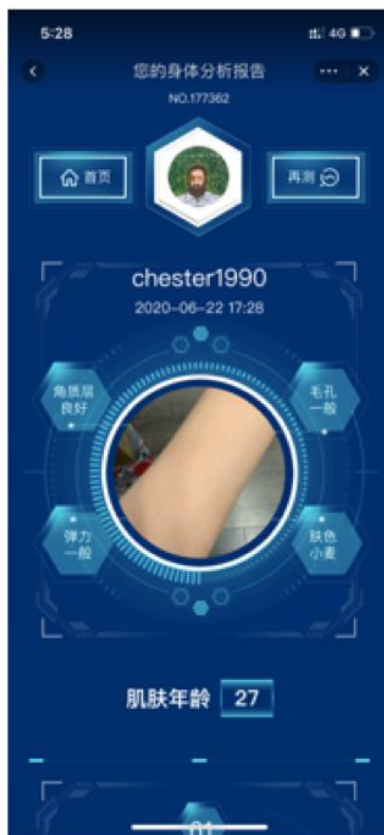 5:28
4G
您的身体分析报告
NO.177362
首页
再测
chester1990
2020-06-22 17:28
角质层
良好
毛孔
一般
弹力
一般
肤色
小麦
肌肤年龄 27